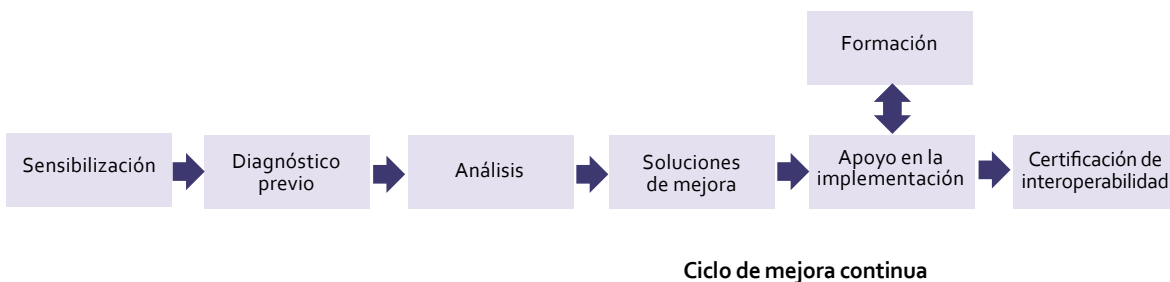 Formación
Sensibilización
Diagnóstico
previo
Análisis
Soluciones
de mejora
Apoyo en la
implementación
Certificación de
interoperabilidad
Ciclo de mejora continua